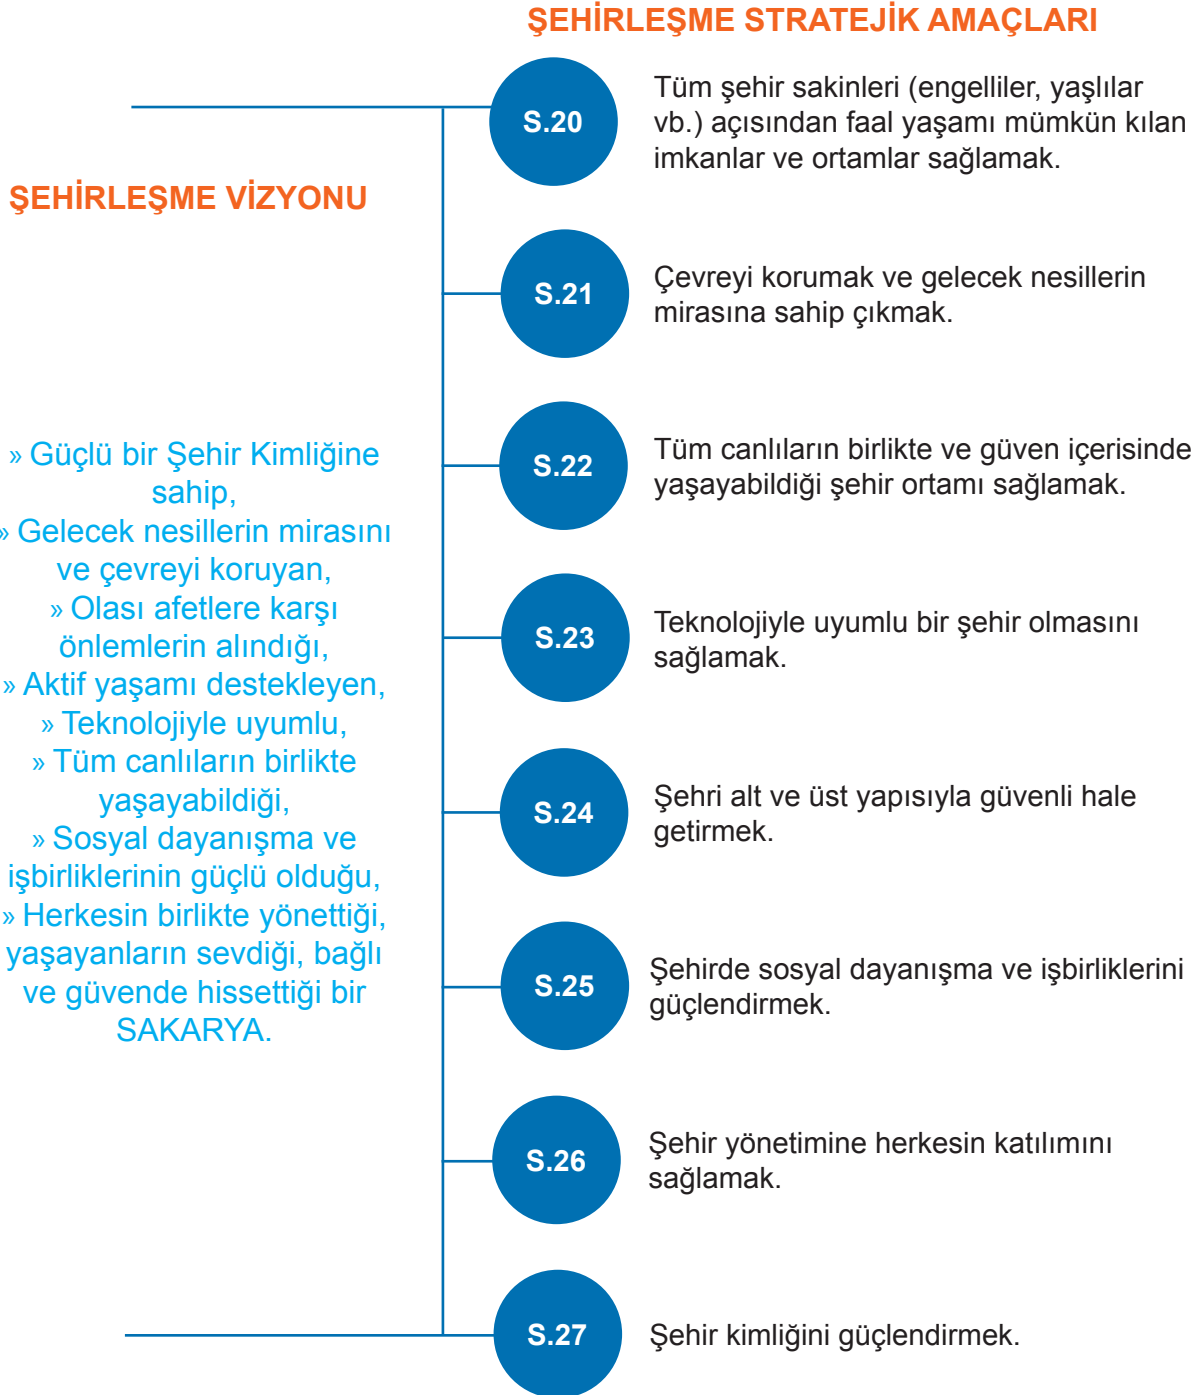 ŞEHİRLEŞME STRATEJİK AMAÇLARI
ŞEHİRLEŞME VİZYONU
» Güçlü bir Şehir Kimliğine
sahip,
» Gelecek nesillerin mirasını
ve çevreyi koruyan,
» Olası afetlere karşı
önlemlerin alındığı,
» Aktif yaşamı destekleyen,
» Teknolojiyle uyumlu,
» Tüm canlıların birlikte
yaşayabildiği,
» Sosyal dayanışma ve
işbirliklerinin güçlü olduğu,
» Herkesin birlikte yönettiği,
yaşayanların sevdiği, bağlı
ve güvende hissettiği bir
SAKARYA.
S.20
Tüm şehir sakinleri (engelliler, yaşlılar
vb.) açısından faal yaşamı mümkün kılan
imkanlar ve ortamlar sağlamak.
S.21
Çevreyi korumak ve gelecek nesillerin
mirasına sahip çıkmak.
S.22
Tüm canlıların birlikte ve güven içerisinde
yaşayabildiği şehir ortamı sağlamak.
S.23
Teknolojiyle uyumlu bir şehir olmasını
sağlamak.
S.24
Şehri alt ve üst yapısıyla güvenli hale
getirmek.
S.25
Şehirde sosyal dayanışma ve işbirliklerini
güçlendirmek.
S.26
Şehir yönetimine herkesin katılımını
sağlamak.
S.27
Şehir kimliğini güçlendirmek.